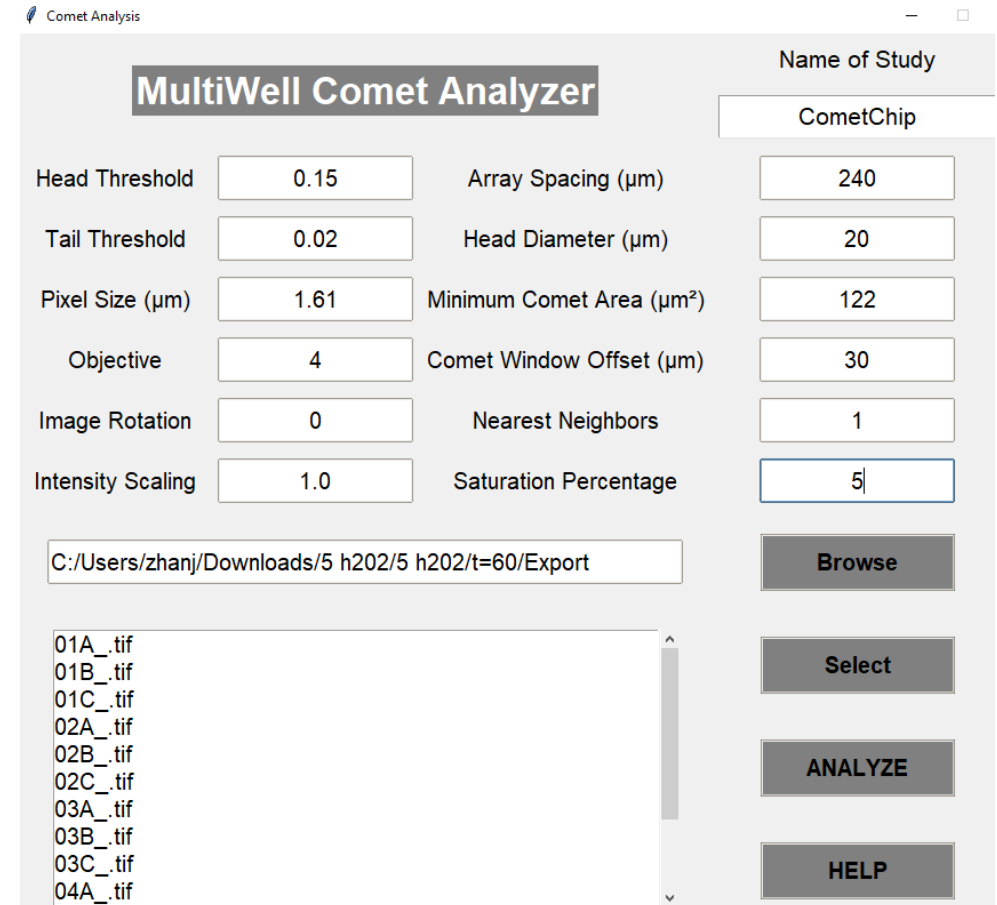 Comet Analysis
MultiWell Comet Analyzer
Name of Study
CometChip
Head Threshold 0.15 Array Spacing (µm) 240
Tail Threshold 0.02 Head Diameter (µm) 20
Pixel Size (µm) 1.61 Minimum Comet Area (µm²) 122
Objective 4 Comet Window Offset (µm) 30
Image Rotation 0 Nearest Neighbors 1
Intensity Scaling 1.0 Saturation Percentage 5
C:/Users/zhanj/Downloads/5 h202/5 h202/t=60/Export
Browse
01A_.tif
01B_.tif
01C_.tif
02A_.tif
02B_.tif
02C_.tif
03A_.tif
03B_.tif
03C_.tif
04A_.tif
Select
ANALYZE
HELP